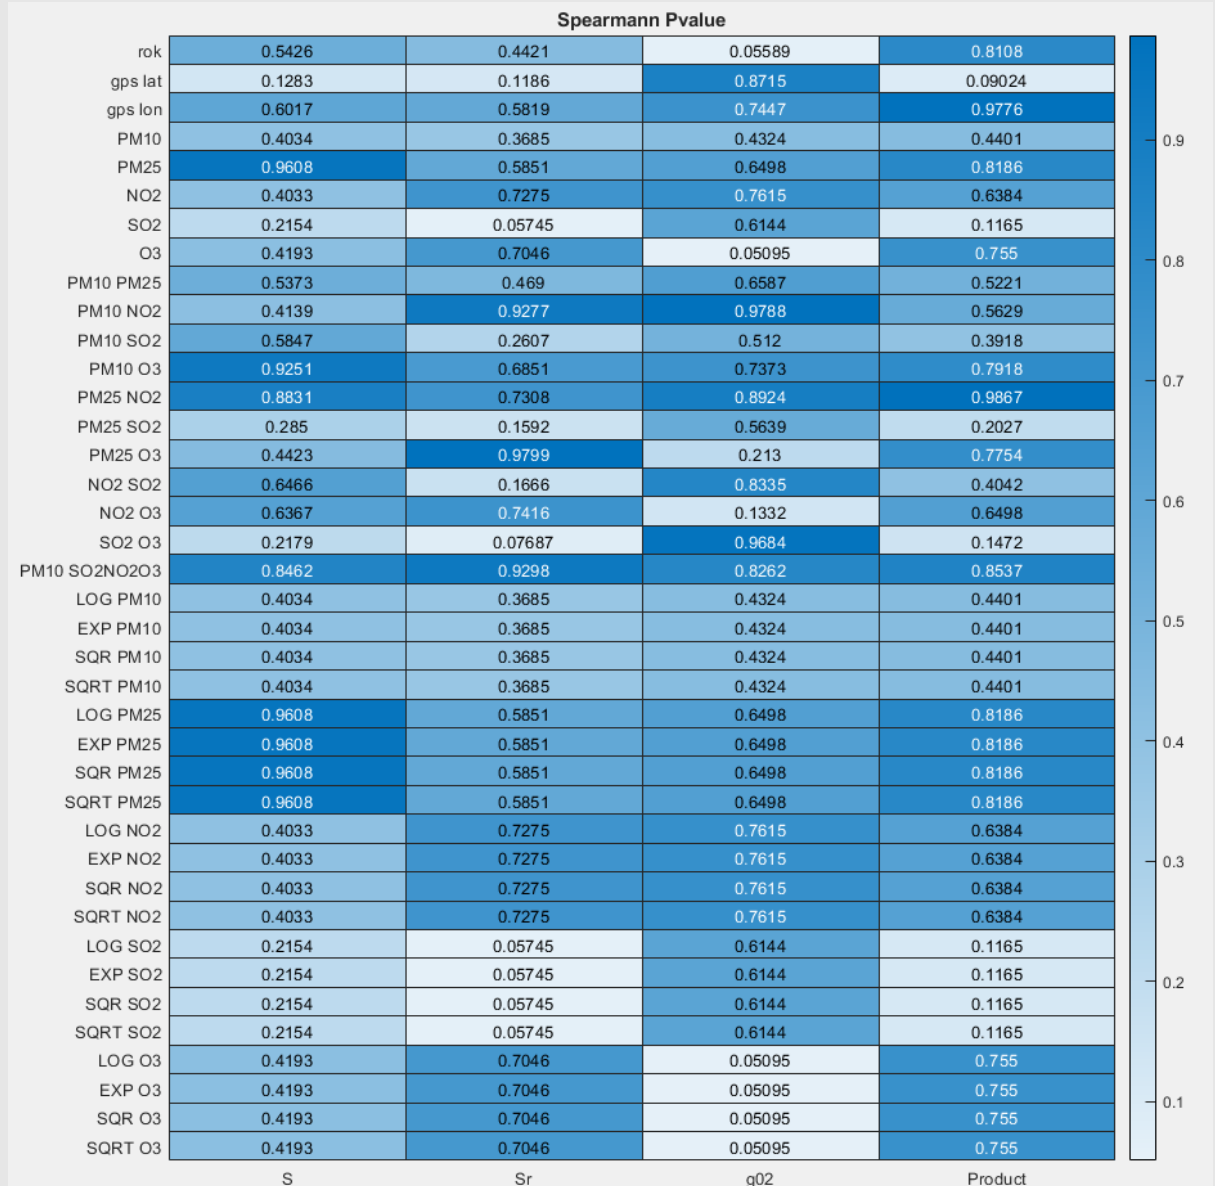 Spearmann Pvalue
rok 0.5426 0.4421 0.05589 0.8108
gps lat 0.1283 0.1186 0.8715 0.09024
gps lon 0.6017 0.5819 0.7447 0.9776
PM10 0.4034 0.3685 0.4324 0.4401
PM25 0.9608 0.5851 0.6498 0.8186
NO2 0.4033 0.7275 0.7615 0.6384
SO2 0.2154 0.05745 0.6144 0.1165
O3 0.4193 0.7046 0.05095 0.755
PM10 PM25 0.5373 0.469 0.6587 0.5221
PM10 NO2 0.4139 0.9277 0.9788 0.5629
PM10 SO2 0.5847 0.2607 0.512 0.3918
PM10 O3 0.9251 0.6851 0.7373 0.7918
PM25 NO2 0.8831 0.7308 0.8924 0.9867
PM25 SO2 0.285 0.1592 0.5639 0.2027
PM25 O3 0.4423 0.9799 0.213 0.7754
NO2 SO2 0.6466 0.1666 0.8335 0.4042
NO2 O3 0.6367 0.7416 0.1332 0.6498
SO2 O3 0.2179 0.07687 0.9684 0.1472
PM10 SO2NO2O3 0.8462 0.9298 0.8262 0.8537
LOG PM10 0.4034 0.3685 0.4324 0.4401
EXP PM10 0.4034 0.3685 0.4324 0.4401
SQR PM10 0.4034 0.3685 0.4324 0.4401
SQRT PM10 0.4034 0.3685 0.4324 0.4401
LOG PM25 0.9608 0.5851 0.6498 0.8186
EXP PM25 0.9608 0.5851 0.6498 0.8186
SQR PM25 0.9608 0.5851 0.6498 0.8186
SQRT PM25 0.9608 0.5851 0.6498 0.8186
LOG NO2 0.4033 0.7275 0.7615 0.6384
EXP NO2 0.4033 0.7275 0.7615 0.6384
SQR NO2 0.4033 0.7275 0.7615 0.6384
SQRT NO2 0.4033 0.7275 0.7615 0.6384
LOG SO2 0.2154 0.05745 0.6144 0.1165
EXP SO2 0.2154 0.05745 0.6144 0.1165
SQR SO2 0.2154 0.05745 0.6144 0.1165
SQRT SO2 0.2154 0.05745 0.6144 0.1165
LOG O3 0.4193 0.7046 0.05095 0.755
EXP O3 0.4193 0.7046 0.05095 0.755
SQR O3 0.4193 0.7046 0.05095 0.755
SQRT O3 0.4193 0.7046 0.05095 0.755
S Sr g02 Product
0.9
0.8
0.7
0.6
0.5
0.4
0.3
0.2
0.1